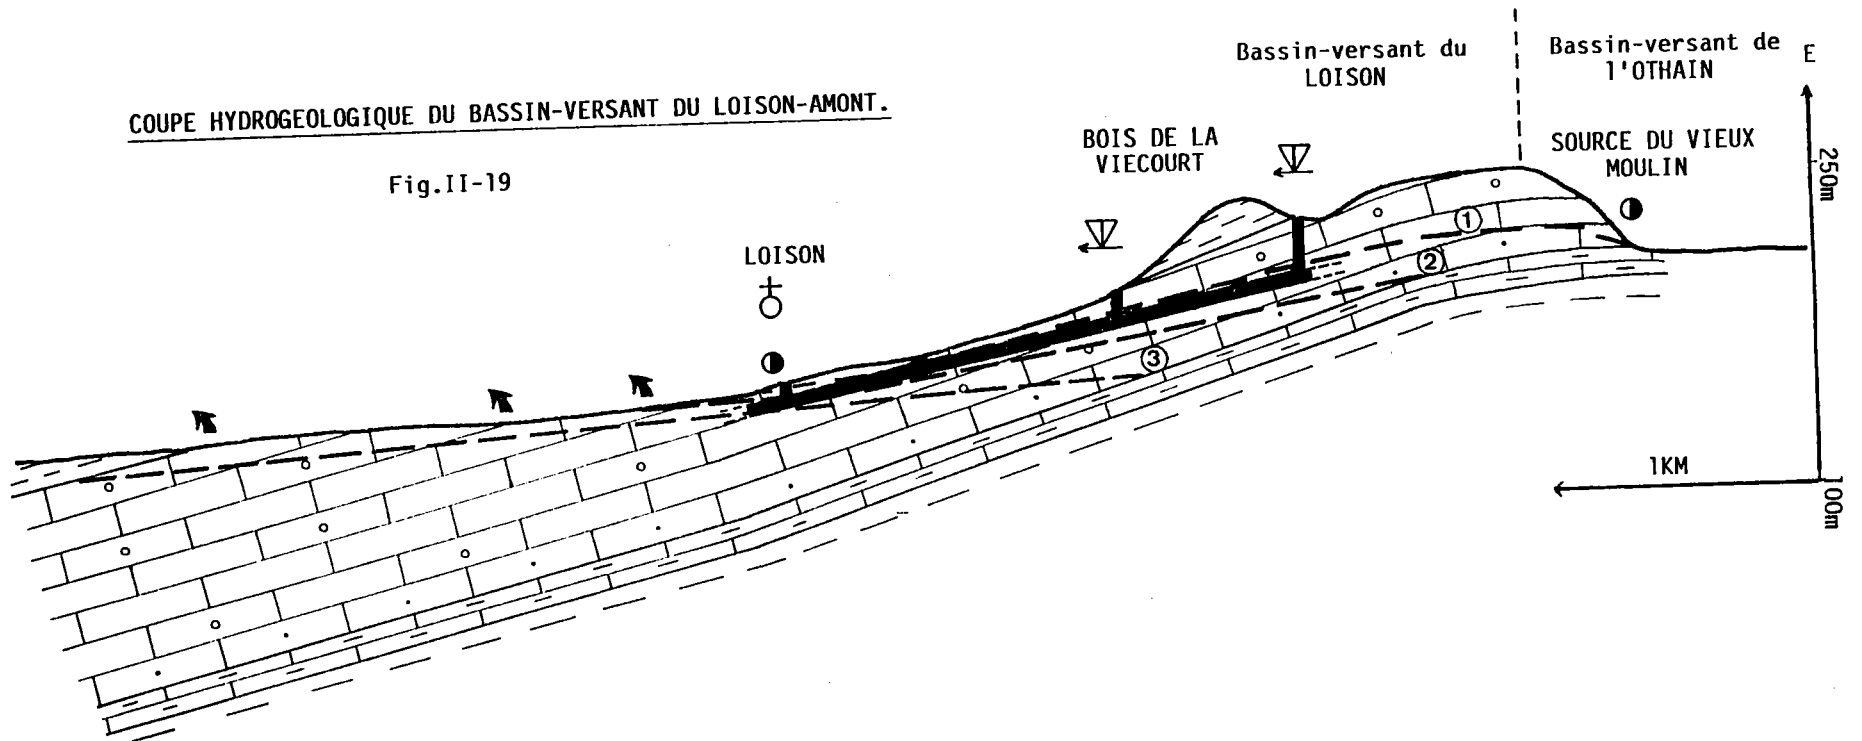 COUPE HYDROGEOLOGIQUE DU BASSIN-VERSANT DU LOISON-AMONT.
Fig.II-19
Bassin-versant du
LOISON
Bassin-versant de
l'OTHAIN
E
BOIS DE LA
VIECOURT
SOURCE DU VIEUX
MOULIN
250m
LOISON
1
2
3
1KM
100m